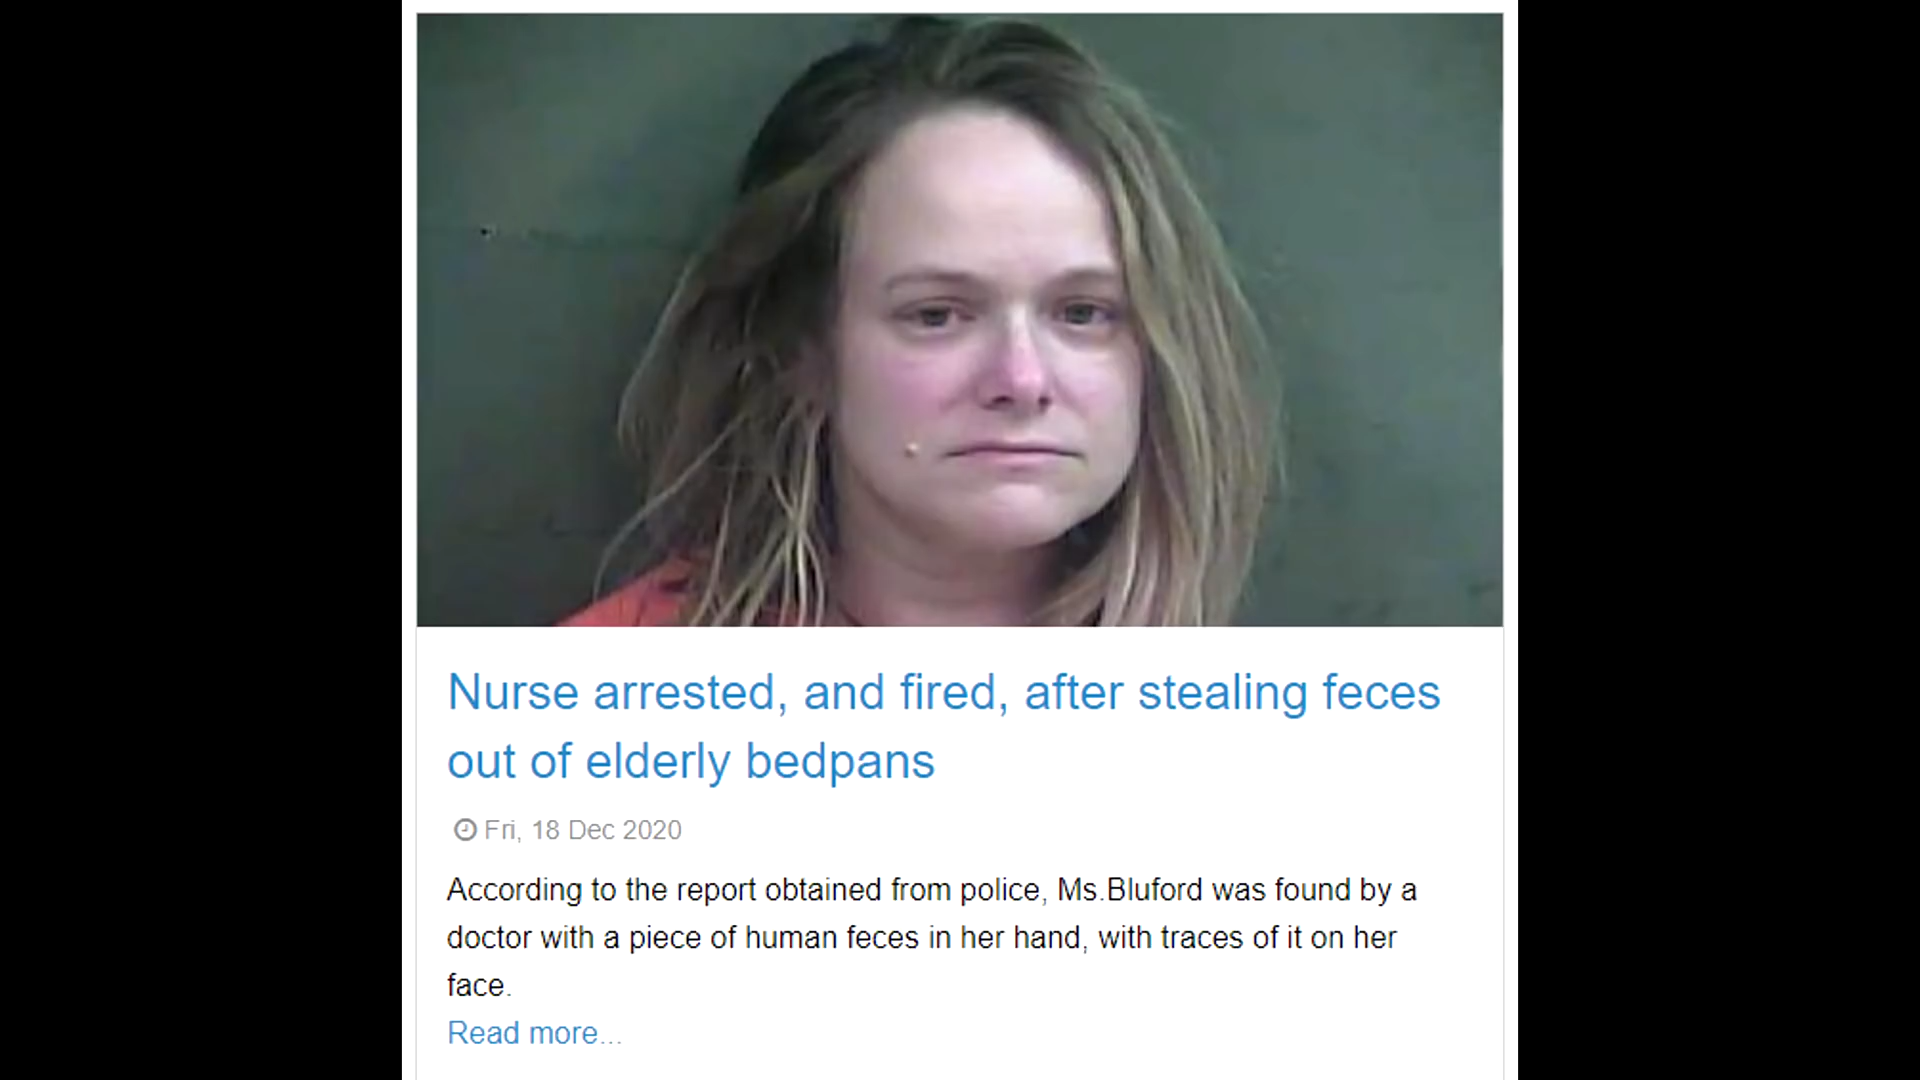 Nurse arrested, and fired, after stealing feces
out of elderly bedpans
Fri, 18 Dec 2020
According to the report obtained from police, Ms.Bluford was found by a
doctor with a piece of human feces in her hand, with traces of it on her
face.
Read more...